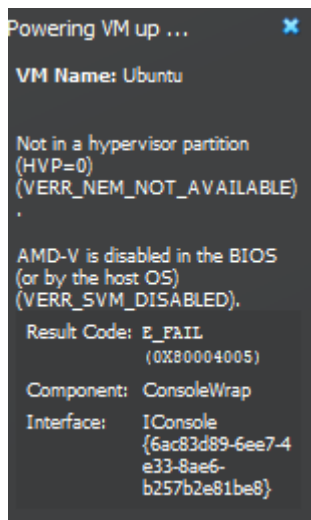 Powering VM up ...
VM Name: Ubuntu
Not in a hypervisor partition
(HVP=0)
(VERR_NEM_NOT_AVAILABLE)
.
AMD-V is disabled in the BIOS
(or by the host OS)
(VERR_SVM_DISABLED).
Result Code: E_FAIL
(0X80004005)
Component: ConsoleWrap
Interface: IConsole
{6ac83d89-6ee7-4
e33-8ae6-
b257b2e81be8}